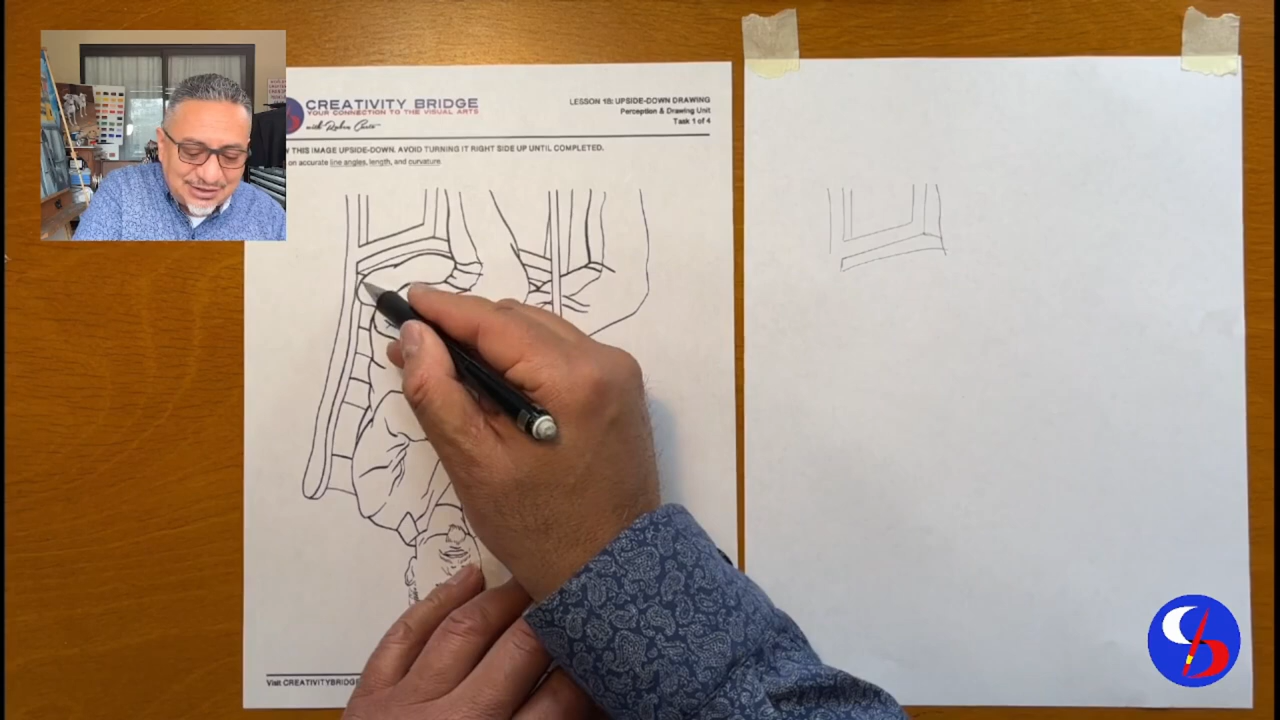 CREATIVITY BRIDGE
YOUR CONNECTION TO THE VISUAL ARTS
LESSON 18: UPSIDE-DOWN DRAWING
Perception & Drawing Unit
Task 1 of 4
THIS IMAGE UPSIDE-DOWN. AVOID TURNING IT RIGHT SIDE UP UNTIL COMPLETED.
on accurate line angles, length, and curvature.
Visit CREATIVITYBRIDGE